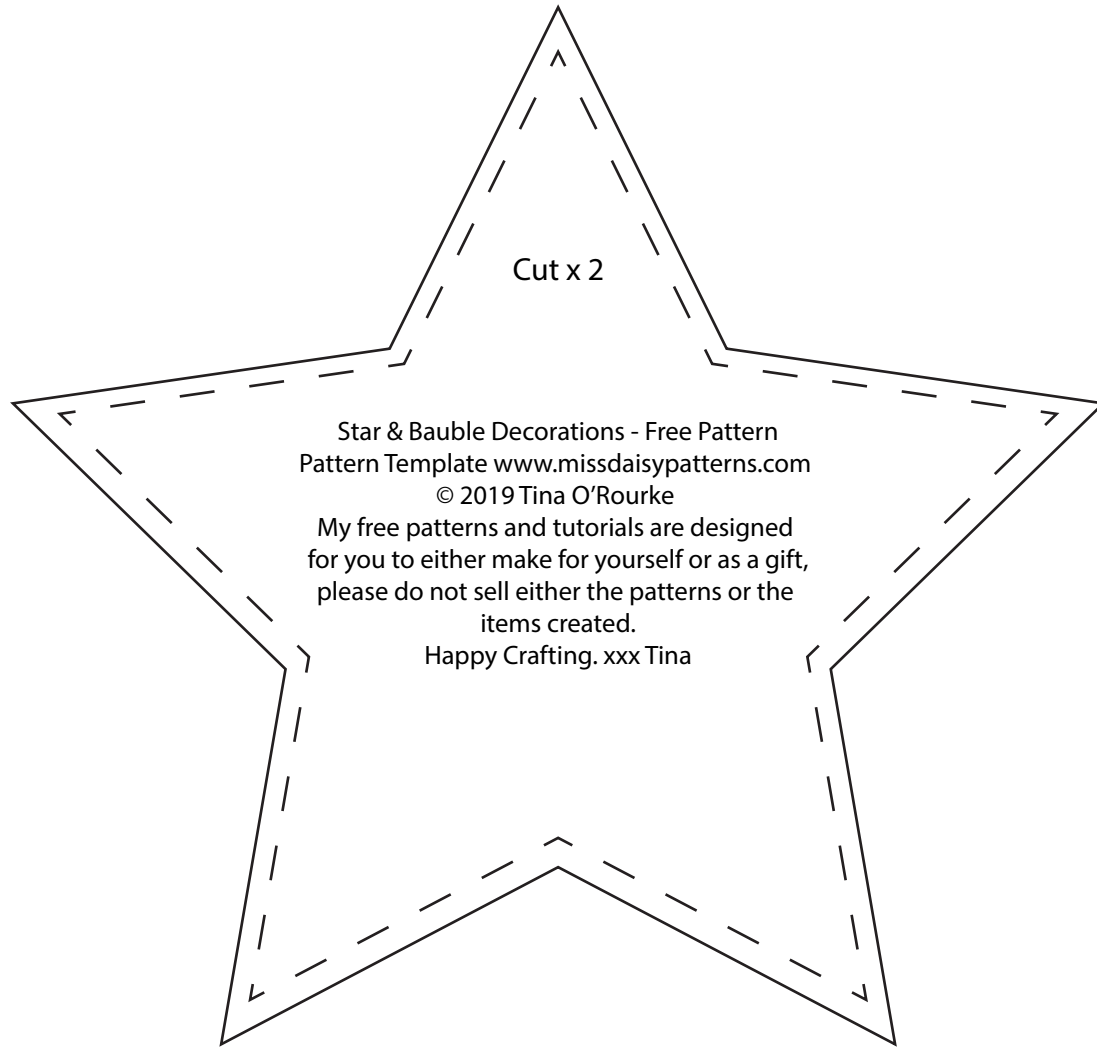 Cut x 2
Star & Bauble Decorations - Free Pattern
Pattern Template www.missdaisypatterns.com
© 2019 Tina O’Rourke
My free patterns and tutorials are designed
for you to either make for yourself or as a gift,
please do not sell either the patterns or the
items created.
Happy Crafting. xxx Tina